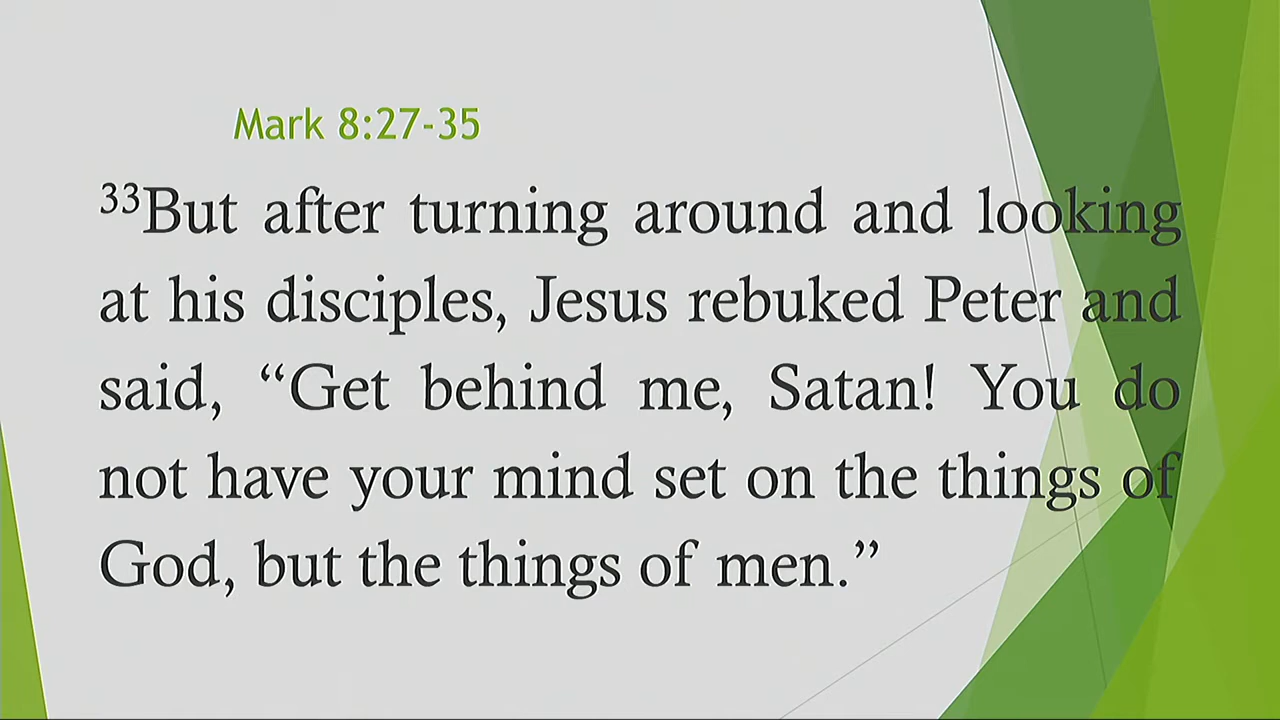 Mark 8:27-35
³³But after turning around and looking
at his disciples, Jesus rebuked Peter and
said, “Get behind me, Satan! You do
not have your mind set on the things of
God, but the things of men.”